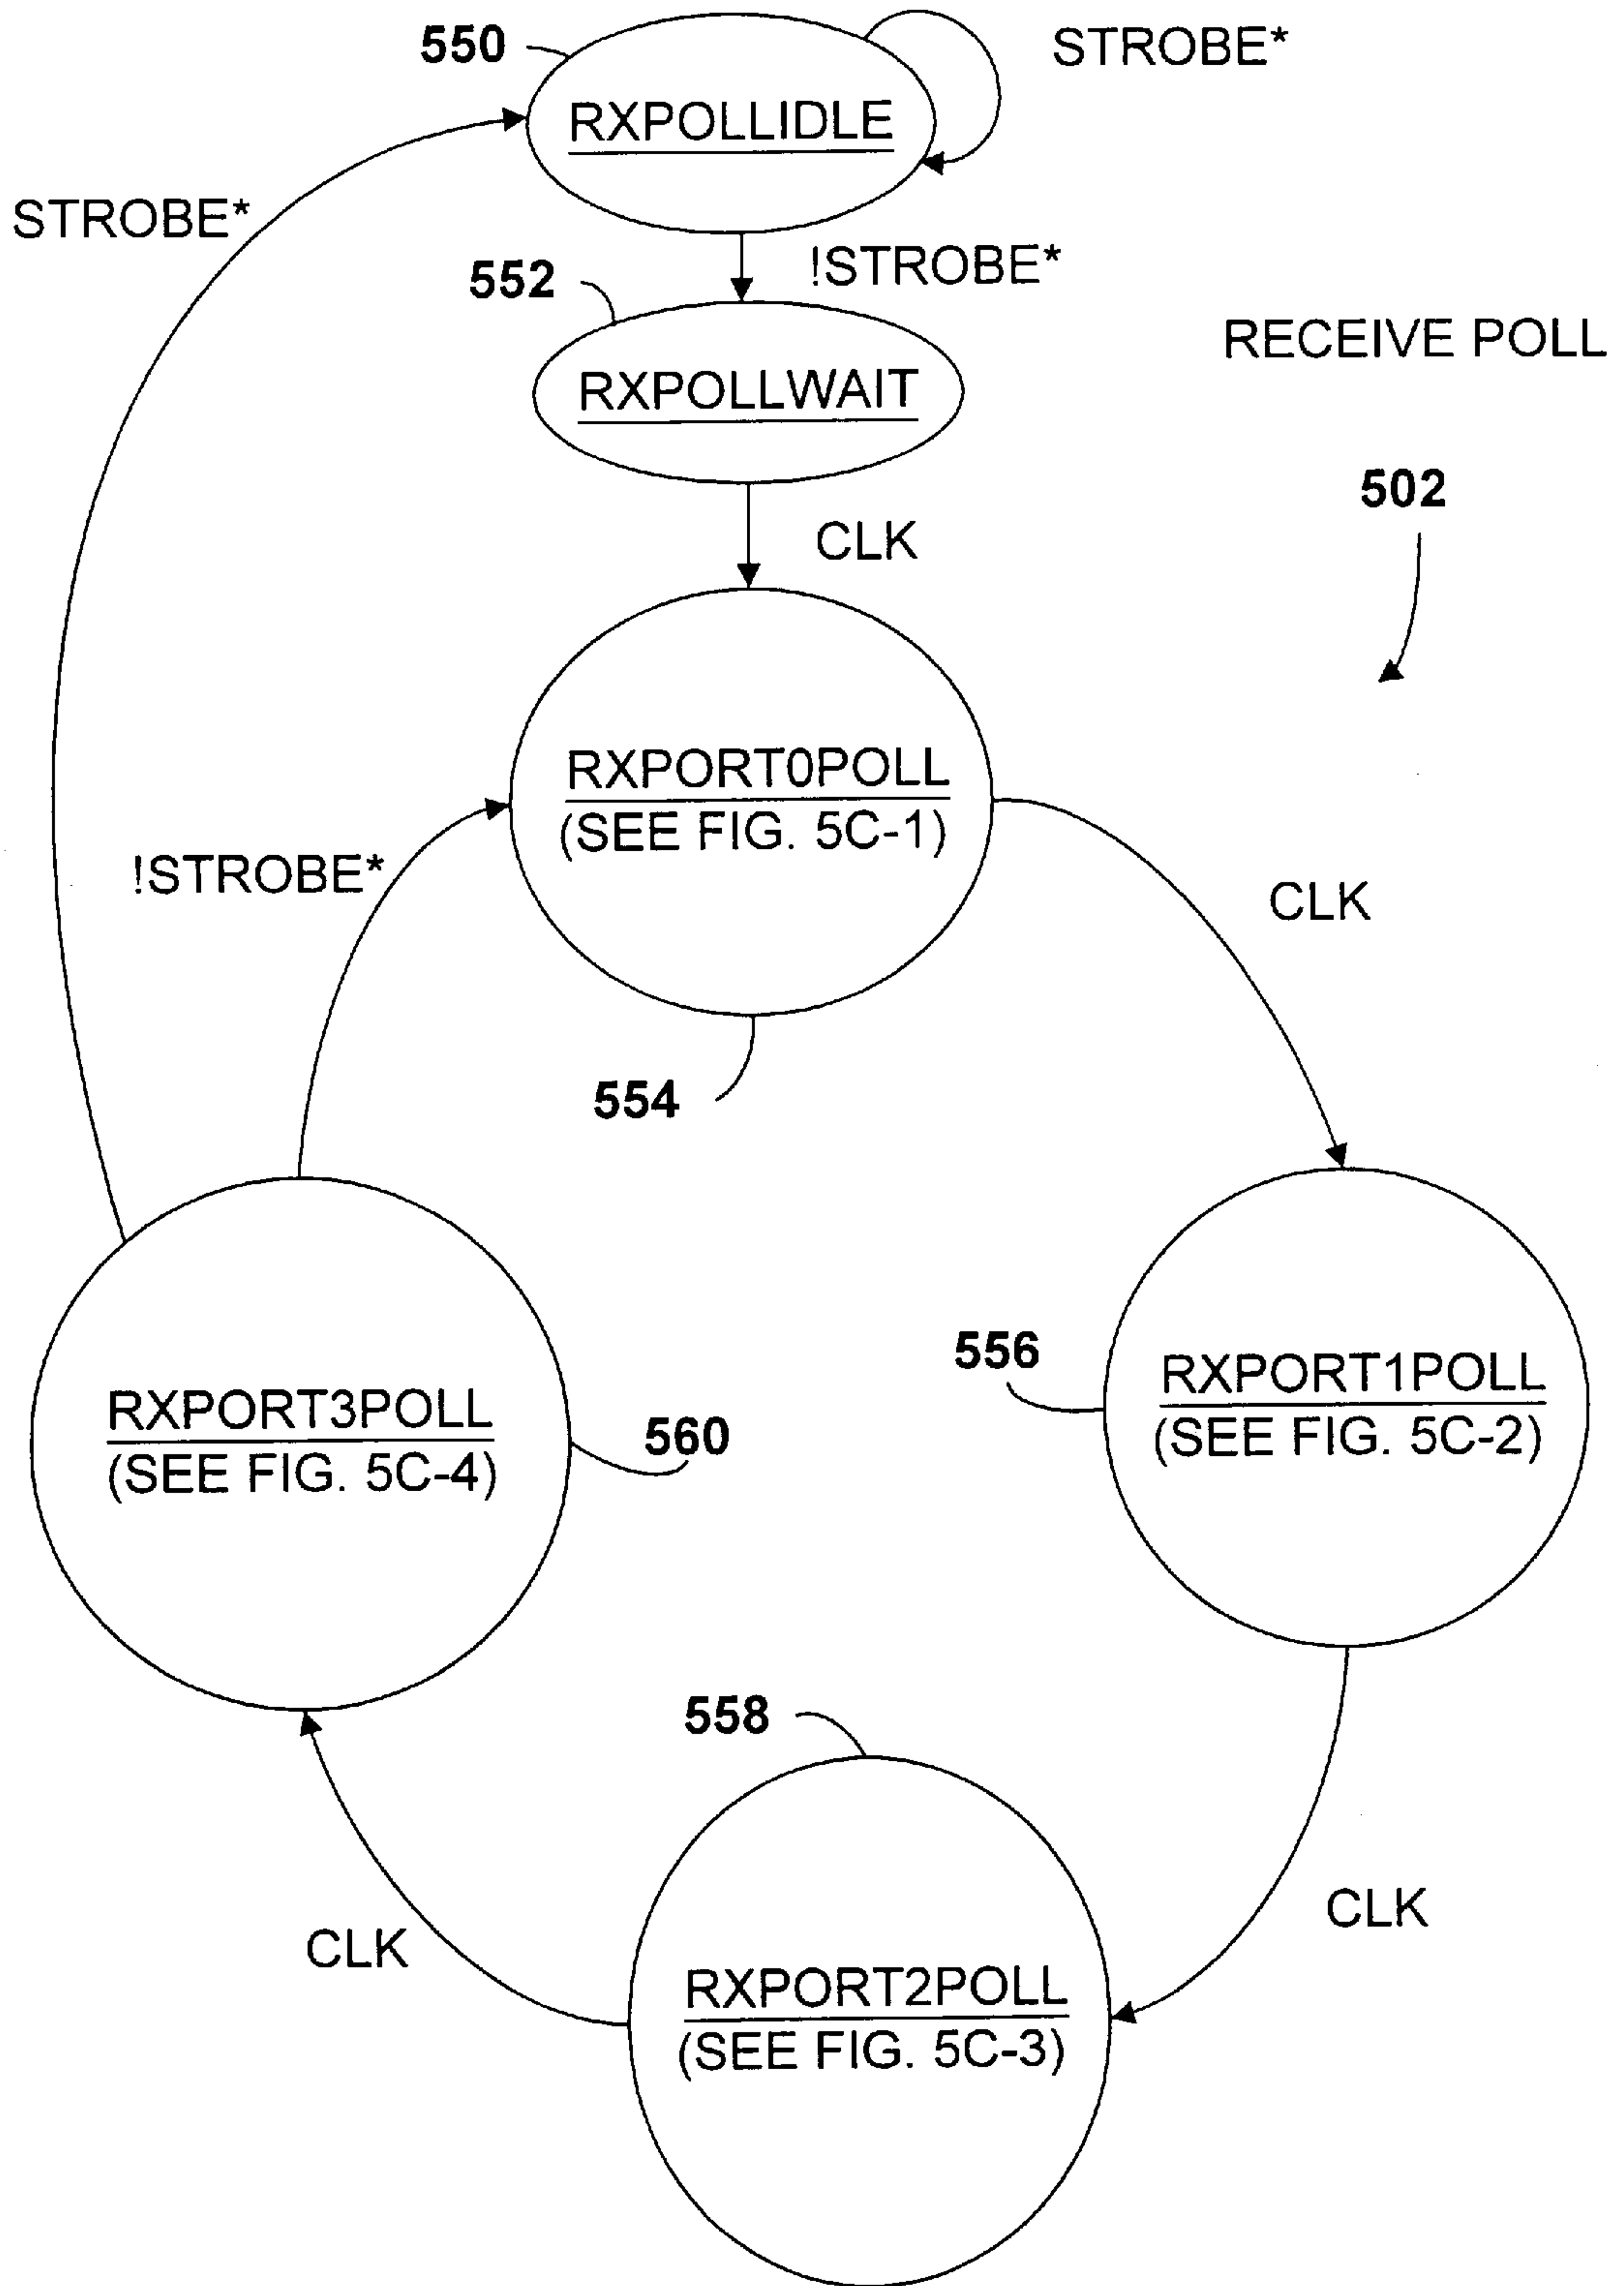 550
STROBE*
RXPOLLIDLE
STROBE*
!STROBE*
552
RECEIVE POLL
RXPOLLWAIT
502
CLK
RXPORT0POLL
(SEE FIG. 5C-1)
!STROBE*
CLK
554
556
RXPORT1POLL
(SEE FIG. 5C-2)
RXPORT3POLL
(SEE FIG. 5C-4)
560
558
CLK
CLK
RXPORT2POLL
(SEE FIG. 5C-3)